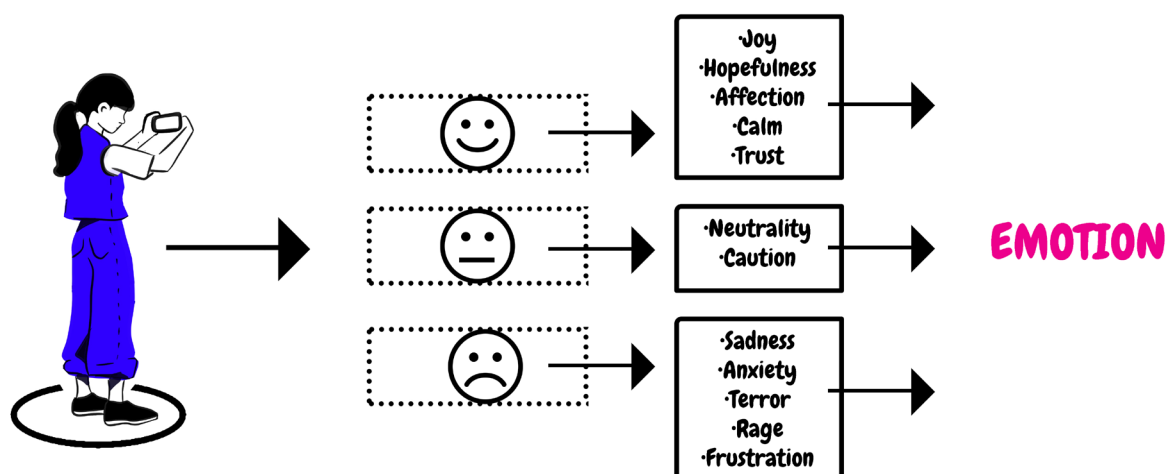 ·Joy
·Hopefulness
·Affection
·Calm
·Trust
·Neutrality
·Caution
·Sadness
·Anxiety
·Terror
·Rage
·Frustration
EMOTION